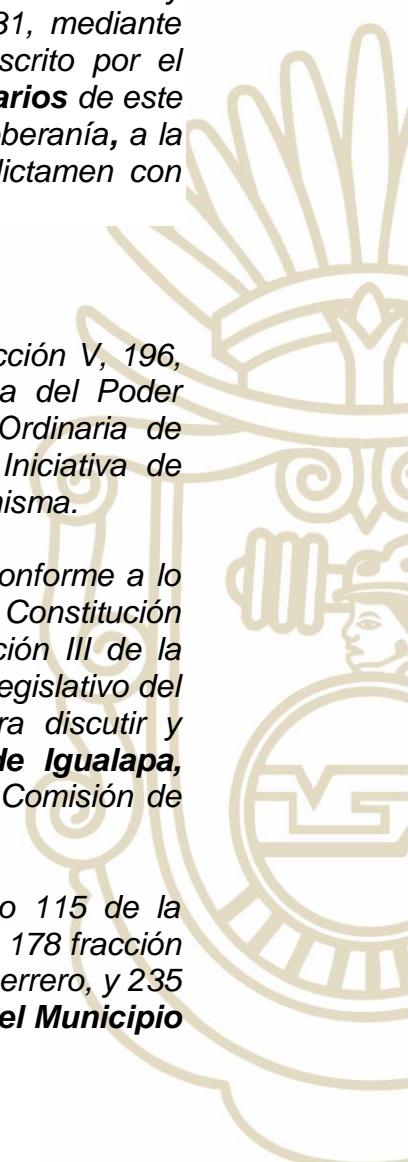 31, mediante
scrito por el
arios de este
oberanía, a la
dictamen con
cción V, 196,
a del Poder
Ordinaria de
Iniciativa de
nisma.
onforme a lo
Constitución
ción III de la
egislativo del
ra discutir y
de Igualapa,
Comisión de
o 115 de la
178 fracción
errero, y 235
el Municipio